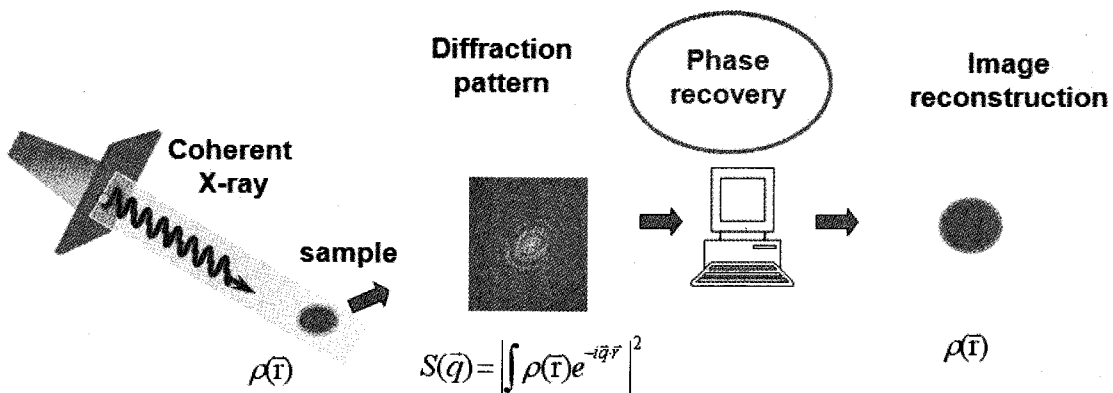 Diffraction
pattern
Phase
recovery
Image
reconstruction
Coherent
X-ray
sample
ρ(r̄)
S(q⃗) = |∫ ρ(r̄)e^{-iq⃗·r⃗}|²
ρ(r̄)